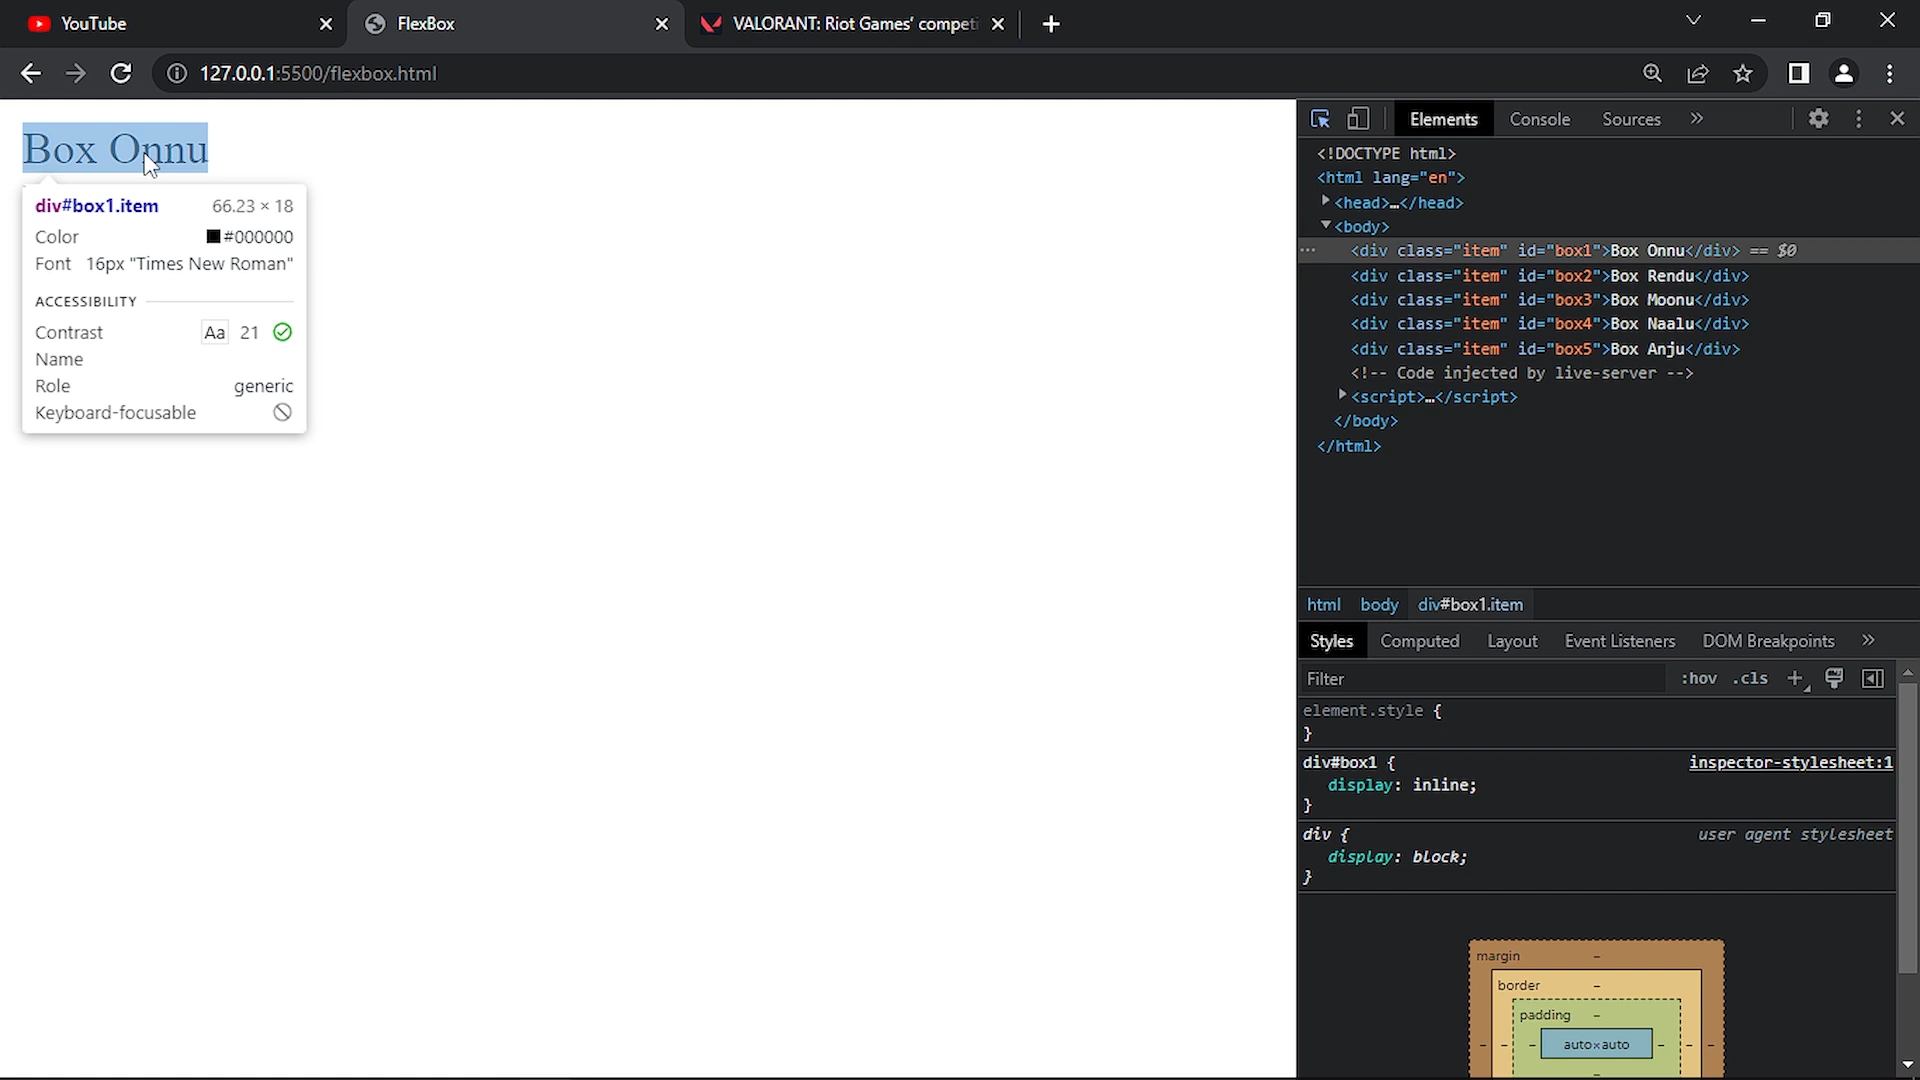 YouTube
FlexBox
VALORANT: Riot Games' competi
127.0.0.1:5500/flexbox.html
Box Onnu
div#box1.item 66.23 × 18
Color #000000
Font 16px "Times New Roman"
ACCESSIBILITY
Contrast Aa 21
Name
Role generic
Keyboard-focusable
Elements Console Sources »
<!DOCTYPE html>
<html lang="en">
<head>…</head>
<body>
<div class="item" id="box1">Box Onnu</div> == $0
<div class="item" id="box2">Box Rendu</div>
<div class="item" id="box3">Box Moonu</div>
<div class="item" id="box4">Box Naalu</div>
<div class="item" id="box5">Box Anju</div>
<!-- Code injected by live-server -->
<script>…</script>
</body>
</html>
html body div#box1.item
Styles Computed Layout Event Listeners DOM Breakpoints »
Filter :hov .cls +
element.style {
}
div#box1 { inspector-stylesheet:1
display: inline;
}
div { user agent stylesheet
display: block;
}
margin -
border -
padding -
- - - auto×auto - - -
-